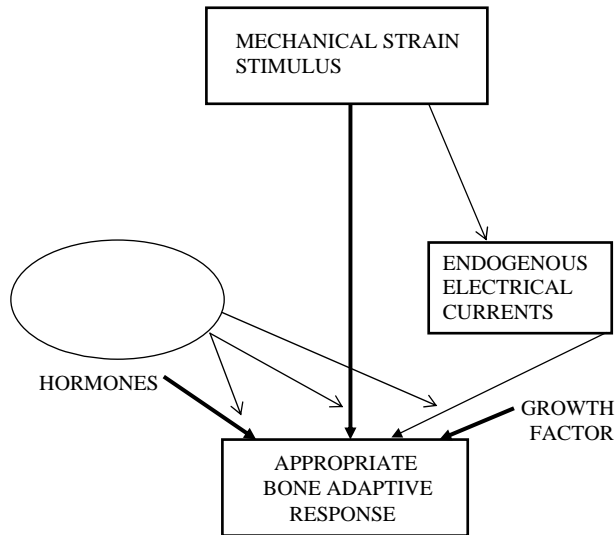 MECHANICAL STRAIN
STIMULUS
ENDOGENOUS
ELECTRICAL
CURRENTS
HORMONES
GROWTH
FACTOR
APPROPRIATE
BONE ADAPTIVE
RESPONSE